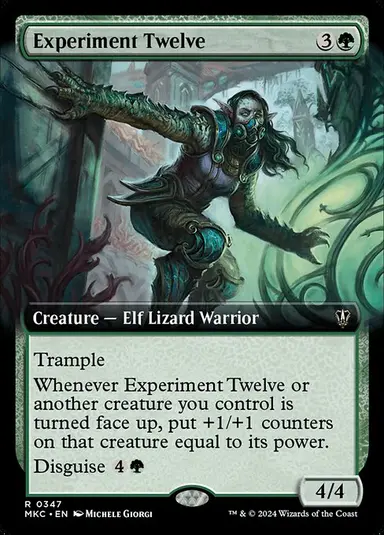 Experiment Twelve 3
Creature — Elf Lizard Warrior
Trample
Whenever Experiment Twelve or
another creature you control is
turned face up, put +1/+1 counters
on that creature equal to its power.
Disguise 4
4/4
R 0347
MKC • EN Michele Giorgi
™ & © 2024 Wizards of the Coast